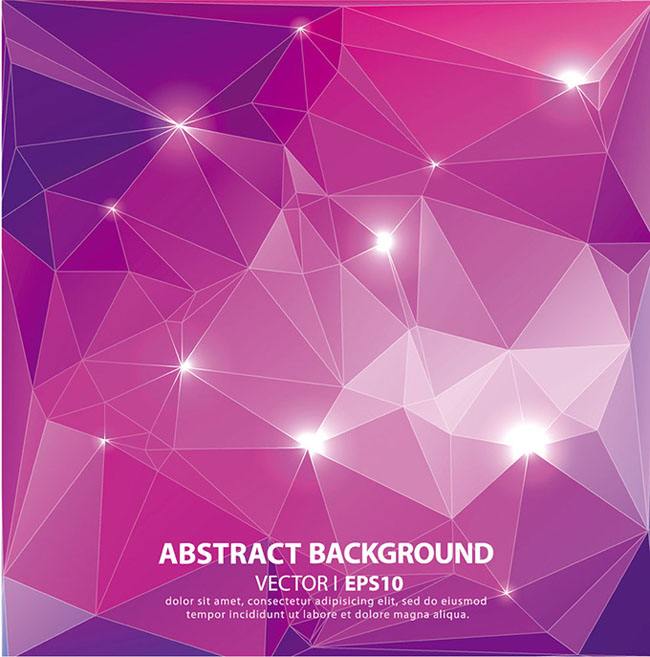 ABSTRACT BACKGROUND
VECTOR | EPS10
dolor sit amet, consectetur adipisicing elit, sed do eiusmod
tempor incididunt ut labore et dolore magna aliqua.